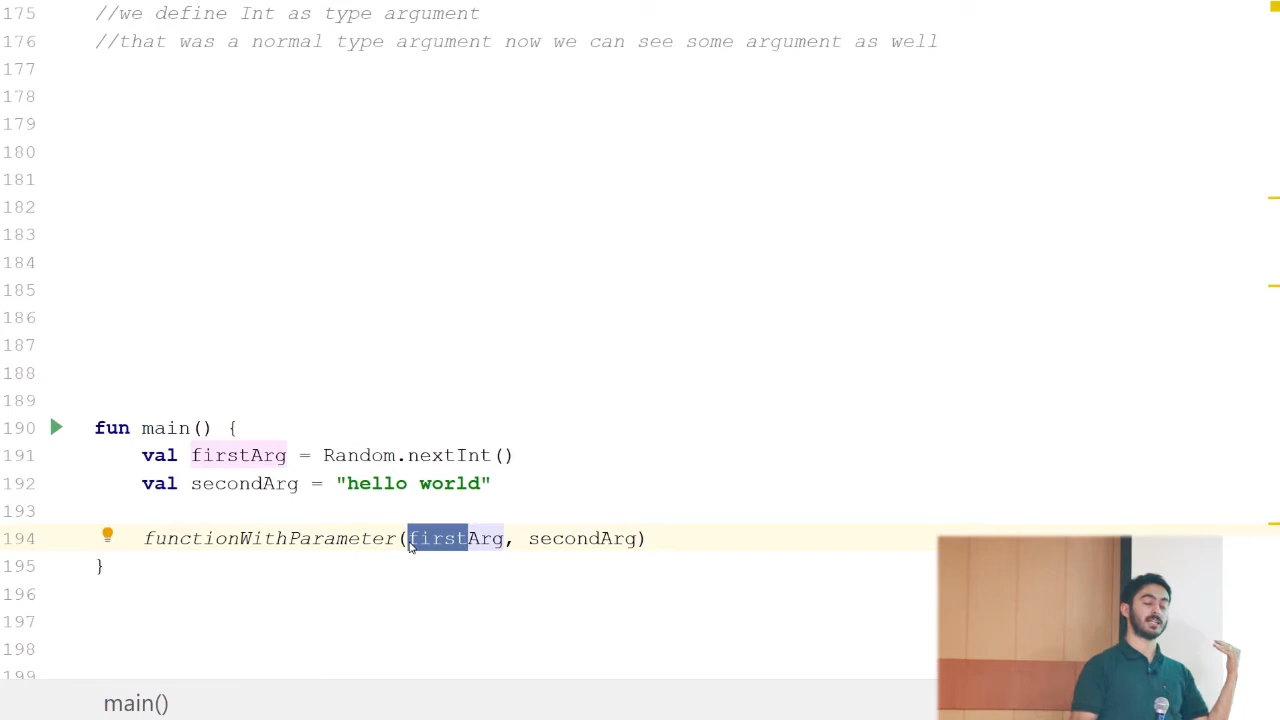 175 //we define Int as type argument
176 //that was a normal type argument now we can see some argument as well
177
178
179
180
181
182
183
184
185
186
187
188
189
190 fun main() {
191 val firstArg = Random.nextInt()
192 val secondArg = "hello world"
193
194 functionWithParameter(firstArg, secondArg)
195 }
196
197
198
199
main()